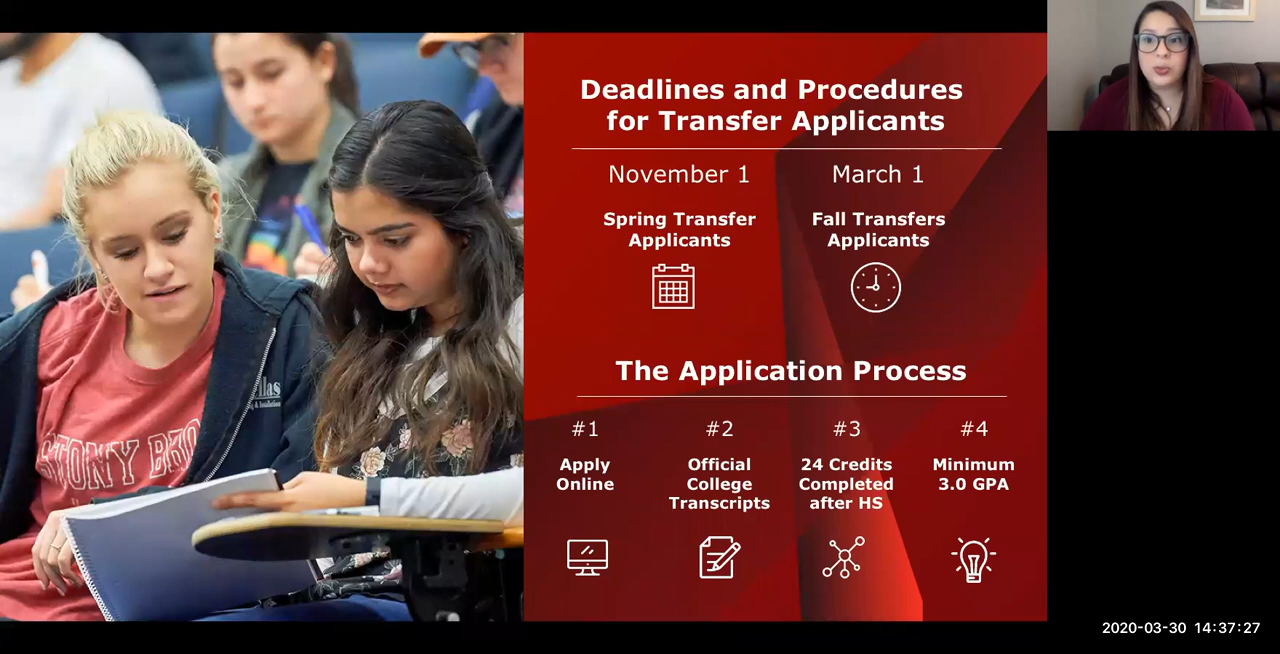 Deadlines and Procedures
for Transfer Applicants
November 1
March 1
Spring Transfer
Applicants
Fall Transfers
Applicants
The Application Process
#1
#2
#3
#4
Apply
Online
Official
College
Transcripts
24 Credits
Completed
after HS
Minimum
3.0 GPA
STONY BRO
llas
& Installation
2020-03-30 14:37:27